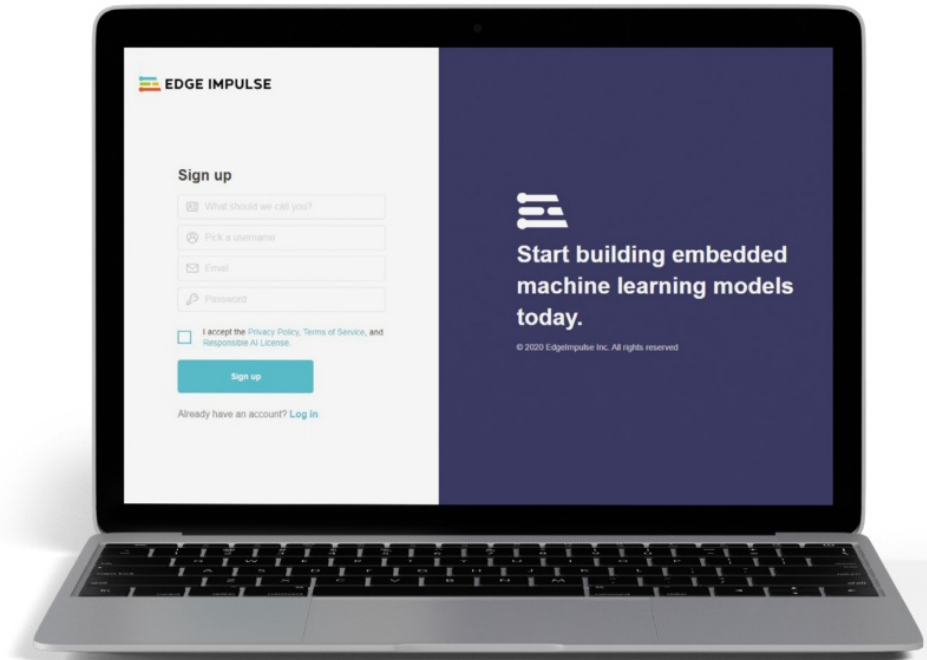 EDGE IMPULSE
Sign up
What should we call you?
Pick a username
Email
Password
I accept the Privacy Policy, Terms of Service, and
Responsible AI License.
Sign up
Already have an account? Log in
Start building embedded
machine learning models
today.
© 2020 EdgeImpulse Inc. All rights reserved